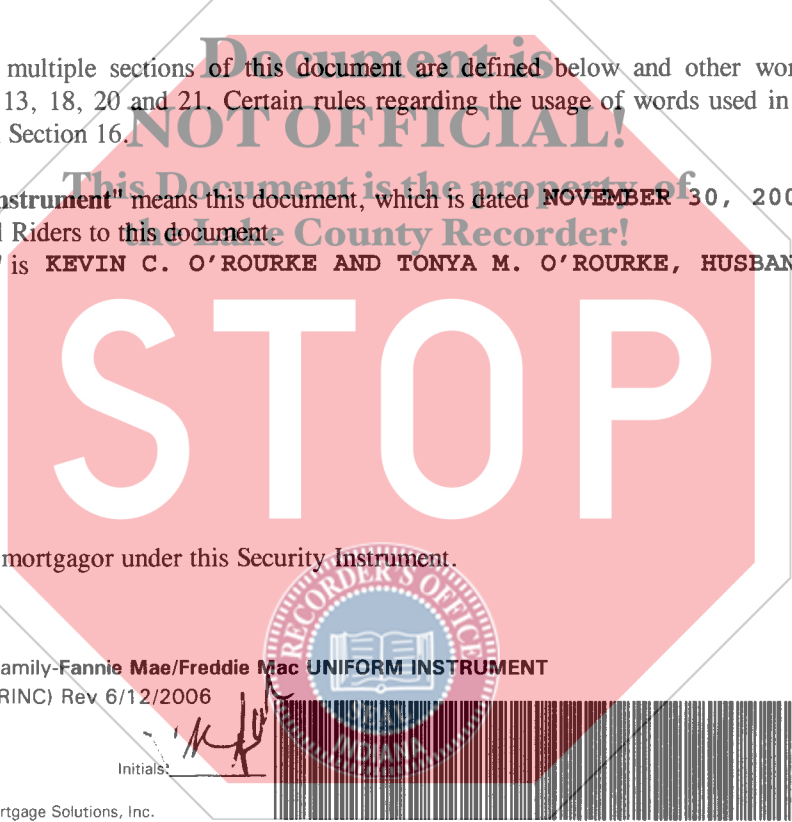 Document is
multiple sections of this document are defined below and other wor
13, 18, 20 and 21. Certain rules regarding the usage of words used in
Section 16.
NOT OFFICIAL!
This Document is the property of
nstrument" means this document, which is dated NOVEMBER 30, 200
l Riders to this document.
the Lake County Recorder!
is KEVIN C. O'ROURKE AND TONYA M. O'ROURKE, HUSBAN
STOP
mortgagor under this Security Instrument.
RECORDER'S OFFICE
SEAL
INDIANA
amily-Fannie Mae/Freddie Mac UNIFORM INSTRUMENT
RINC) Rev 6/12/2006
Initials:
rtgage Solutions, Inc.